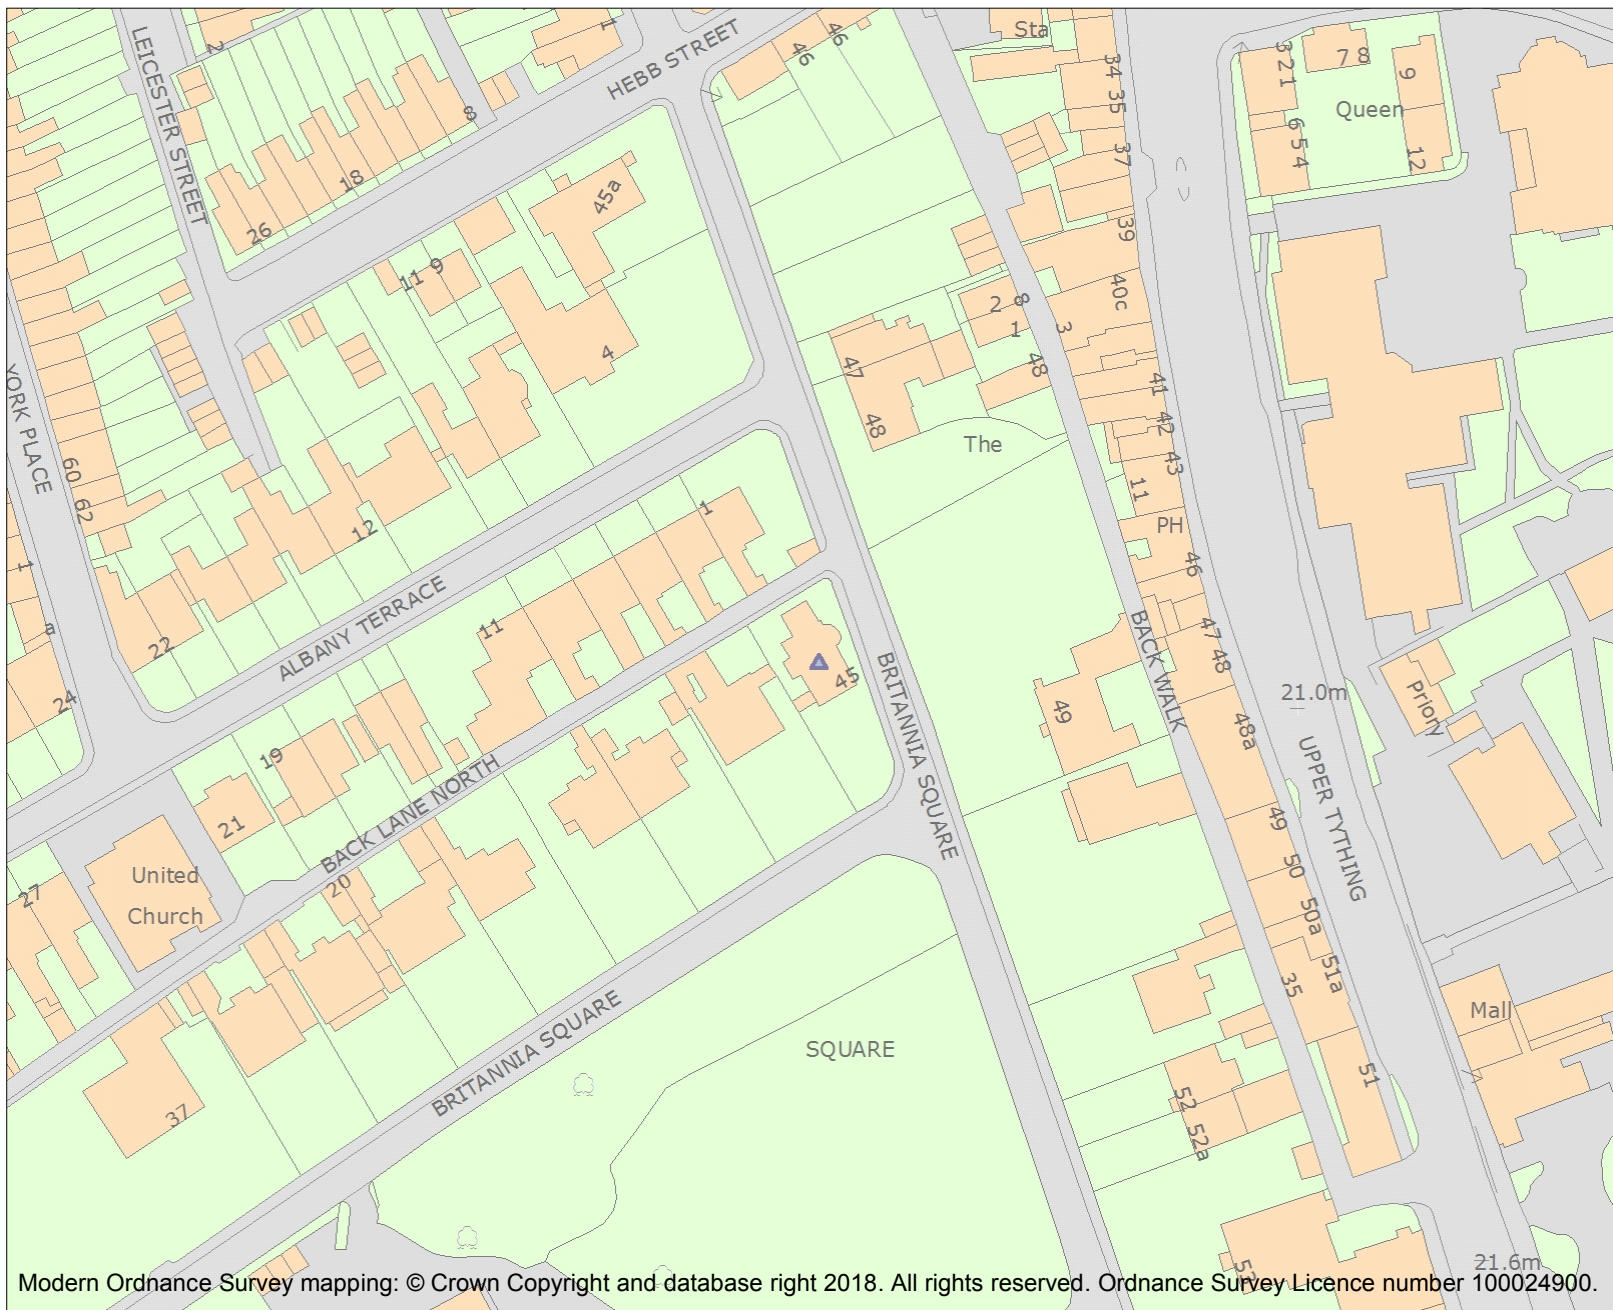 LEICESTER STREET
2
HEBB STREET
1
46
46
Sta
34
35
37
39
40c
3 2 1
7 8
9
Queen
6 5 4
12
8
18
26
45a
11 9
4
2
8
1
3
47
48
48
41
42
43
The
11
PH
46
YORK PLACE
60
62
1
12
1
a
22
ALBANY TERRACE
11
45
BRITANNIA SQUARE
BACK WALK
47
48
49
48a
21.0m
Priory
UPPER TYTHING
24
19
21
BACK LANE NORTH
20
United
Church
27
49
50
50a
51a
35
Mall
BRITANNIA SQUARE
SQUARE
37
51
52
52a
21.6m
Modern Ordnance Survey mapping: © Crown Copyright and database right 2018. All rights reserved. Ordnance Survey Licence number 100024900.